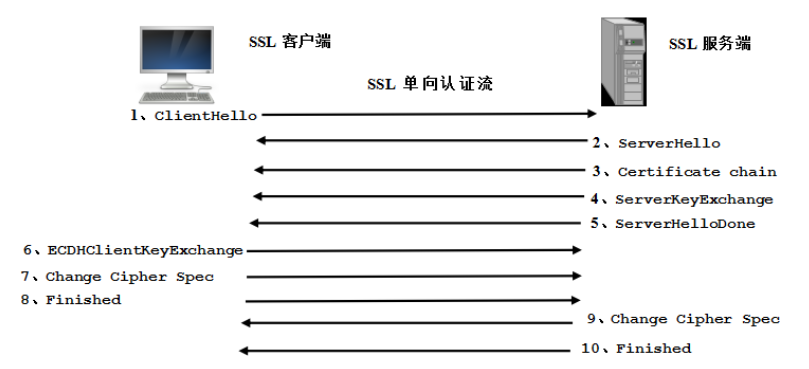 SSL 客户端
SSL 服务端
SSL 单向认证流
1、ClientHello
2、ServerHello
3、Certificate chain
4、ServerKeyExchange
5、ServerHelloDone
6、ECDHClientKeyExchange
7、Change Cipher Spec
8、Finished
9、Change Cipher Spec
10、Finished